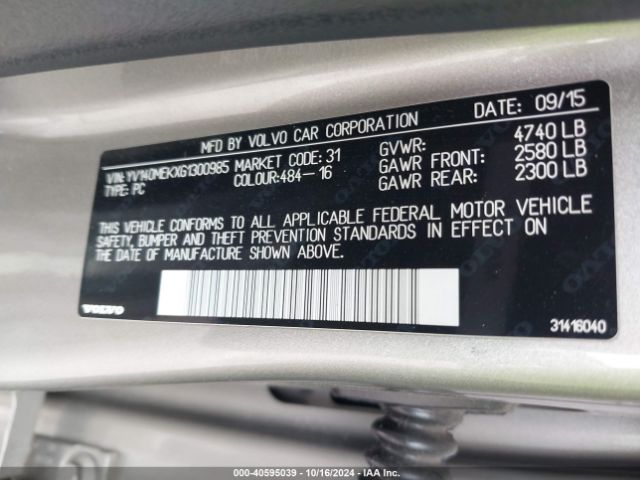 MFD BY VOLVO CAR CORPORATION DATE: 09/15
VIN: YV140MEKXG1300985 MARKET CODE: 31 GVWR: 4740 LB
TYPE: PC COLOUR: 484-16 GAWR FRONT: 2580 LB
GAWR REAR: 2300 LB
THIS VEHICLE CONFORMS TO ALL APPLICABLE FEDERAL MOTOR VEHICLE
SAFETY, BUMPER AND THEFT PREVENTION STANDARDS IN EFFECT ON
THE DATE OF MANUFACTURE SHOWN ABOVE.
VOLVO
31416040
000-40595039 - 10/16/2024 - IAA Inc.